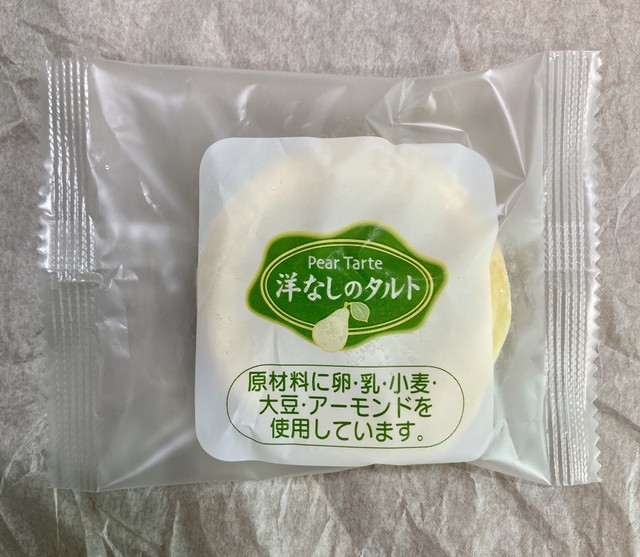 Pear Tarte
洋なしのタルト
原材料に卵・乳・小麦・
大豆・アーモンドを
使用しています。